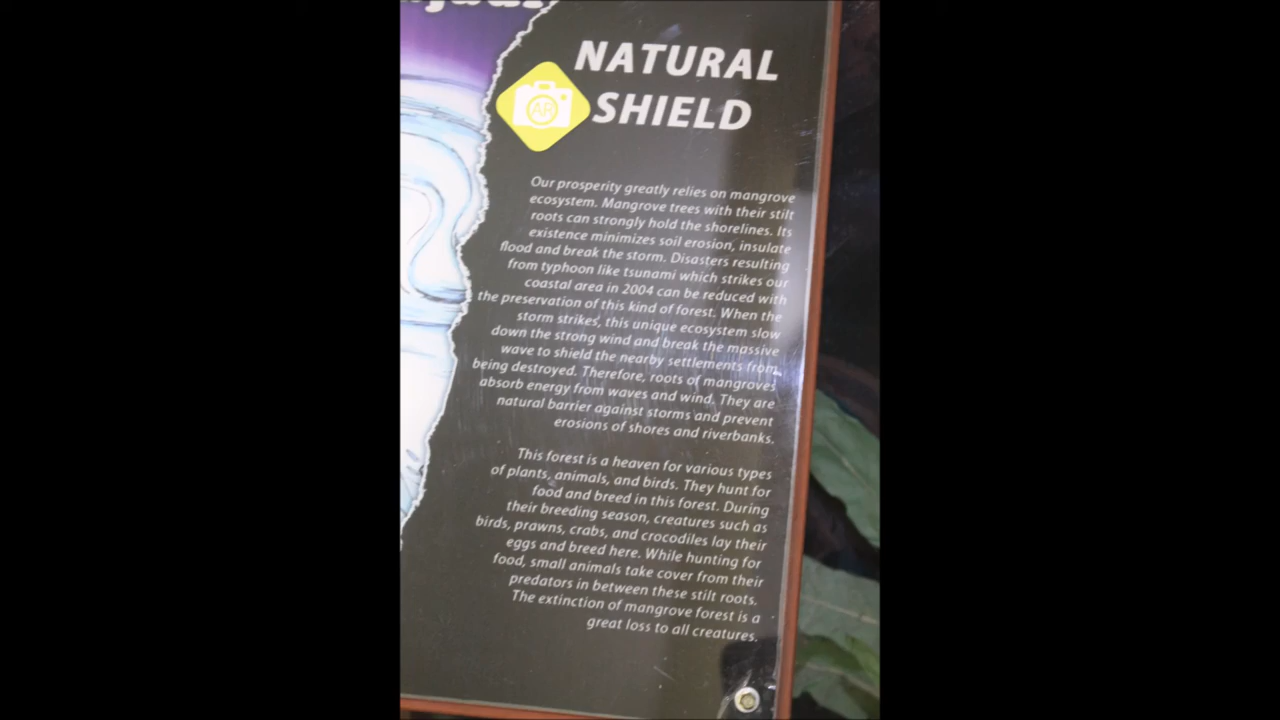 NATURAL
SHIELD
AR
Our prosperity greatly relies on mangrove
ecosystem. Mangrove trees with their stilt
roots can strongly hold the shorelines. Its
existence minimizes soil erosion, insulate
flood and break the storm. Disasters resulting
from typhoon like tsunami which strikes our
coastal area in 2004 can be reduced with
the preservation of this kind of forest. When the
storm strikes, this unique ecosystem slow
down the strong wind and break the massive
wave to shield the nearby settlements from
being destroyed. Therefore, roots of mangroves
absorb energy from waves and wind. They are
natural barrier against storms and prevent
erosions of shores and riverbanks.
This forest is a heaven for various types
of plants, animals, and birds. They hunt for
food and breed in this forest. During
their breeding season, creatures such as
birds, prawns, crabs, and crocodiles lay their
eggs and breed here. While hunting for
food, small animals take cover from their
predators in between these stilt roots.
The extinction of mangrove forest is a
great loss to all creatures.